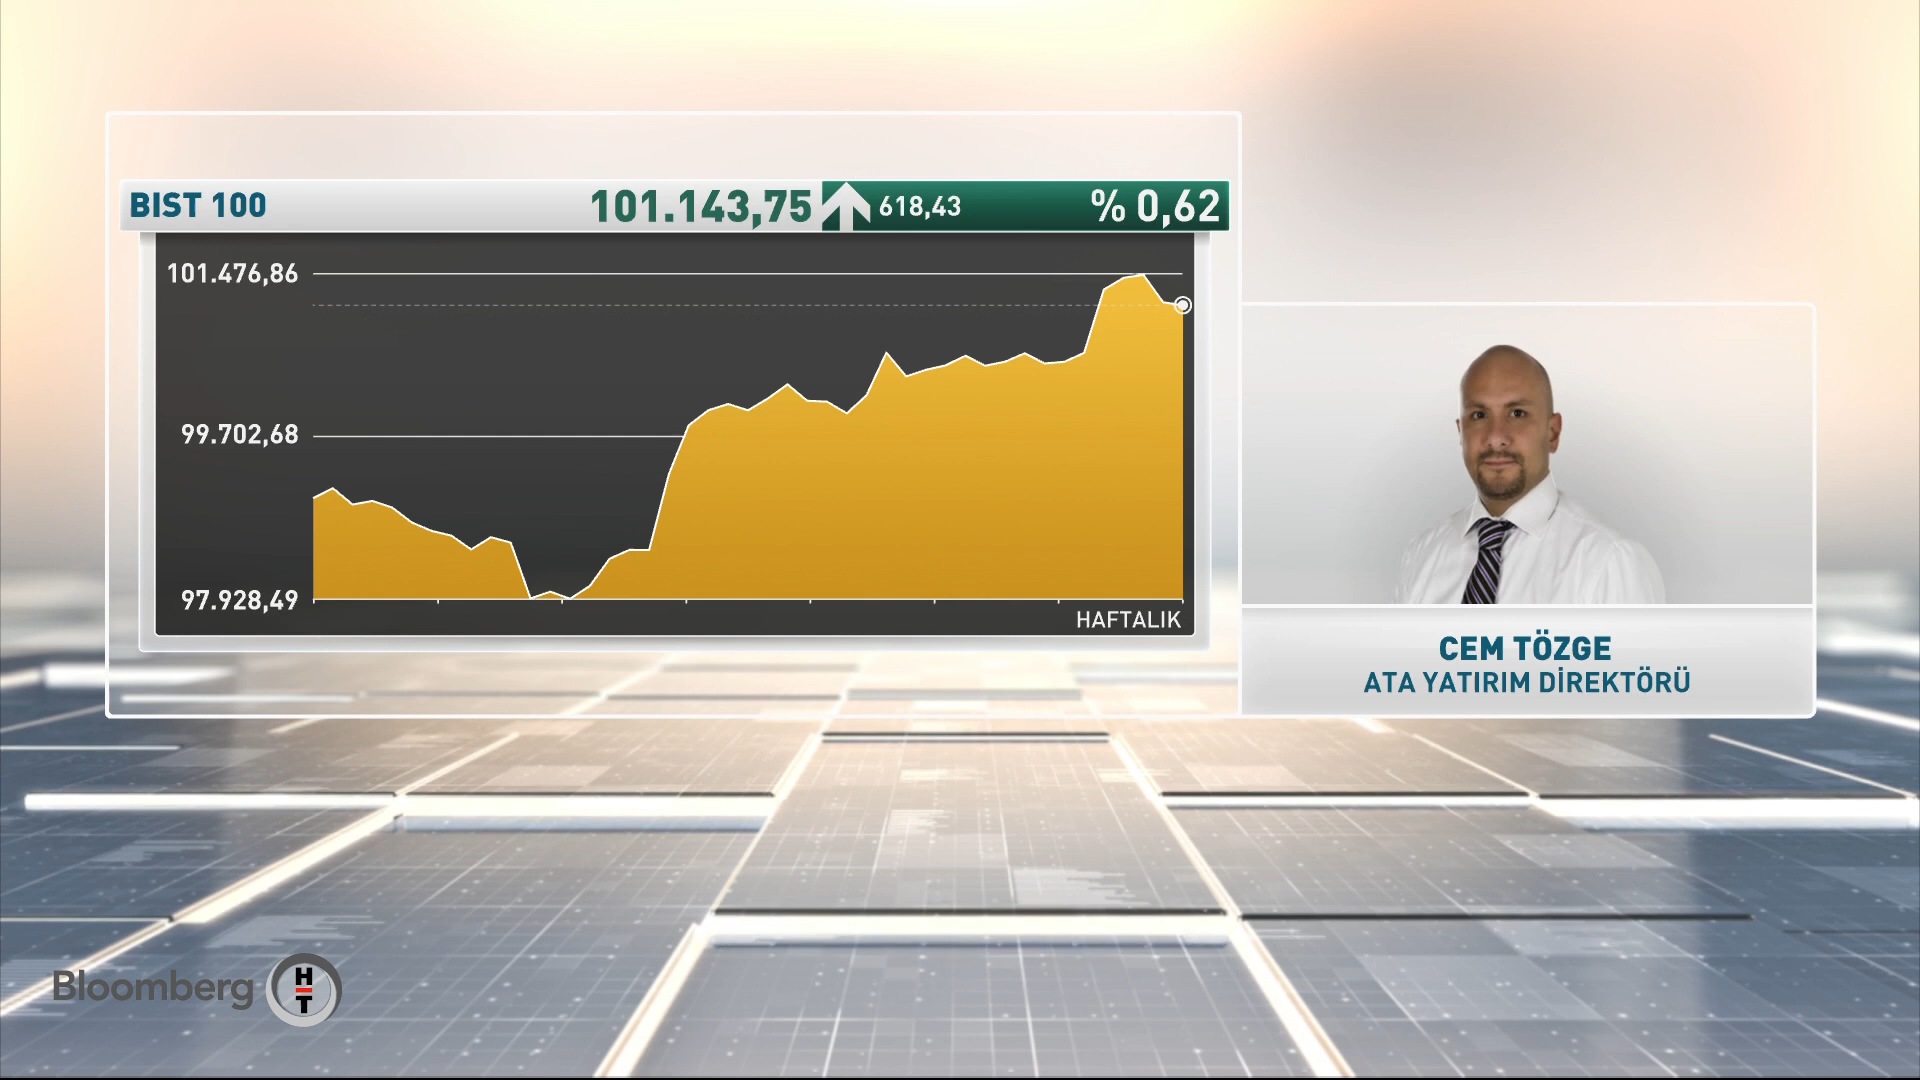 BIST 100 101.143,75 618,43 % 0,62
101.476,86
99.702,68
97.928,49
HAFTALIK
CEM TÖZGE
ATA YATIRIM DİREKTÖRÜ
Bloomberg HT